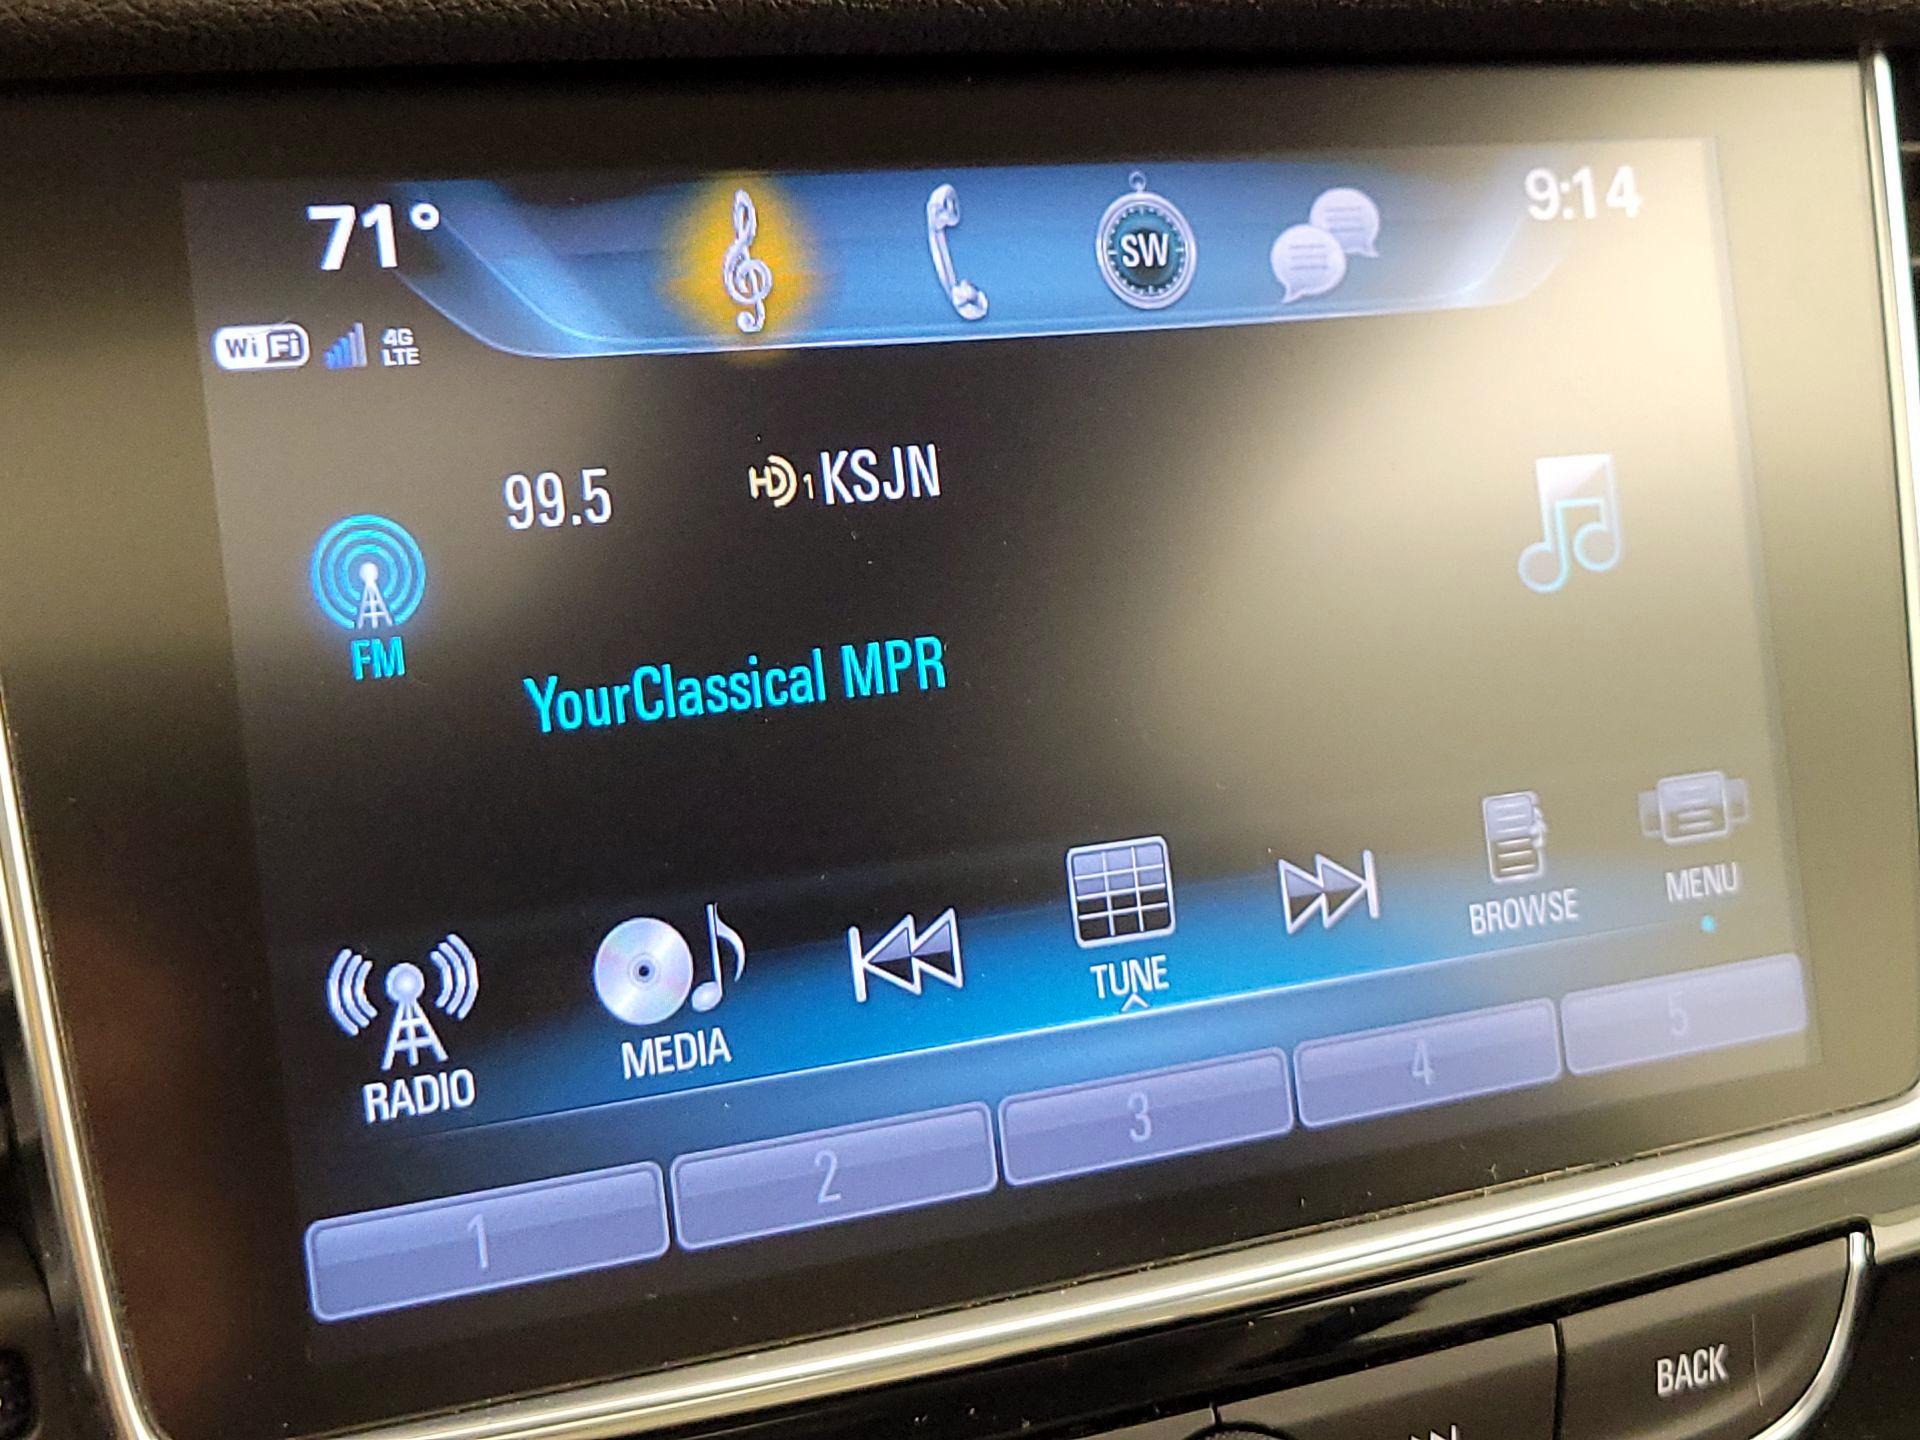 71°
SW
9:14
WiFi 4G LTE
99.5 HD 1 KSJN
FM
YourClassical MPR
RADIO
MEDIA
TUNE
BROWSE
MENU
1 2 3 4 5
BACK